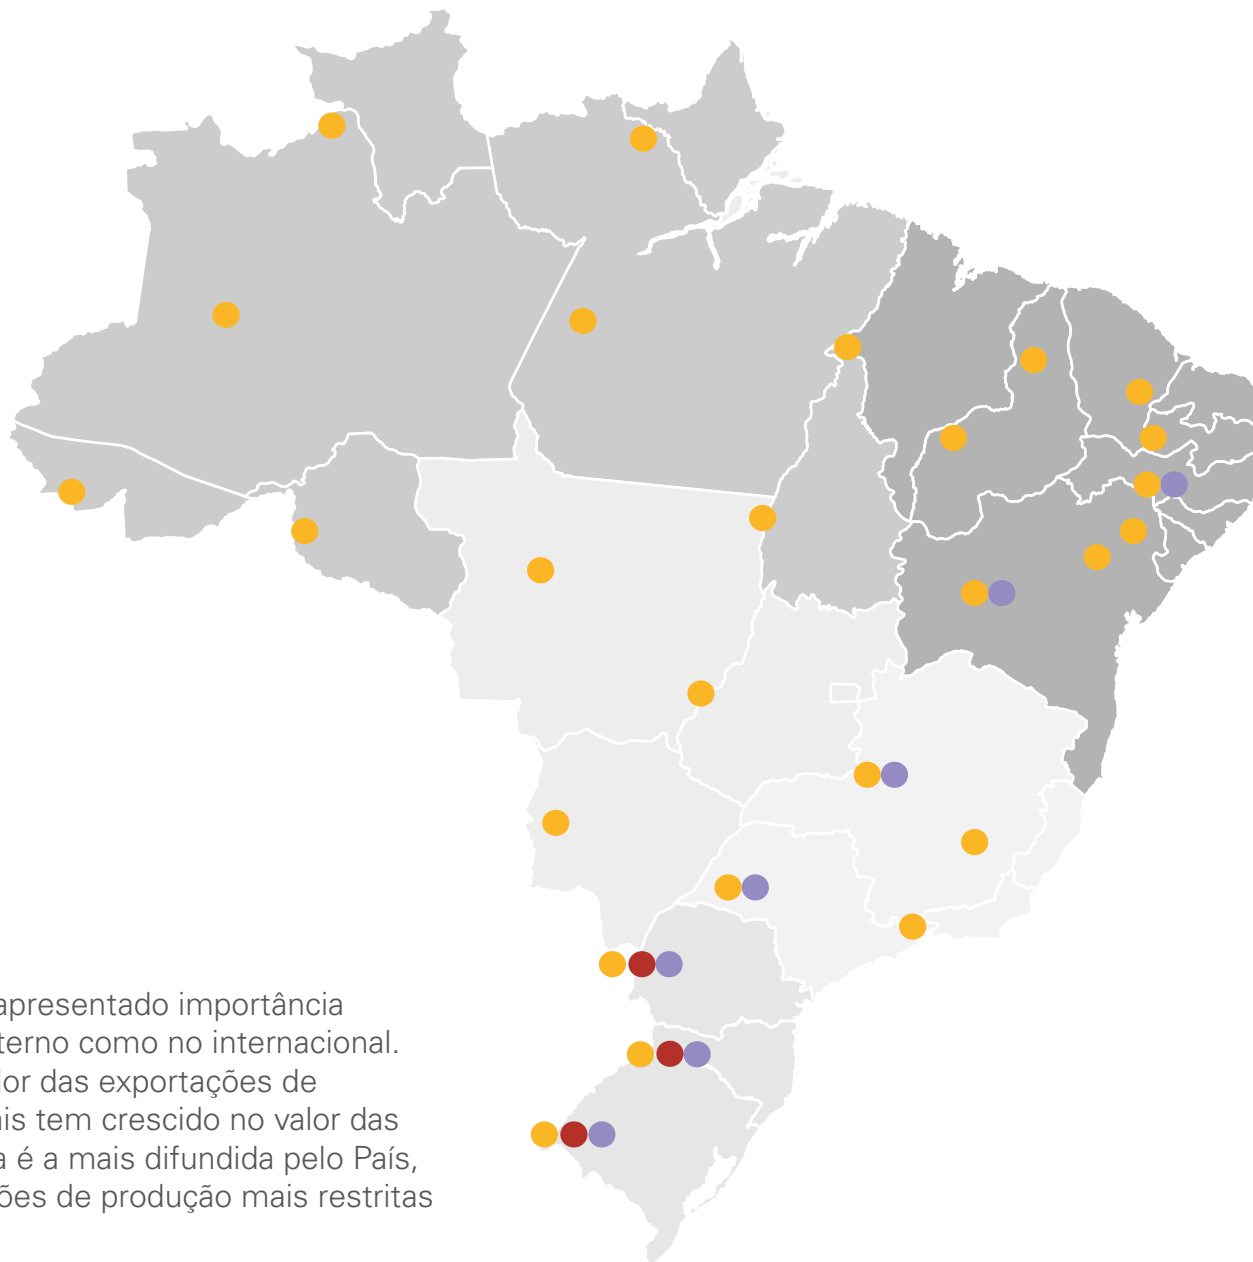 apresentado importância
terno como no internacional.
lor das exportações de
is tem crescido no valor das
a é a mais difundida pelo País,
ões de produção mais restritas